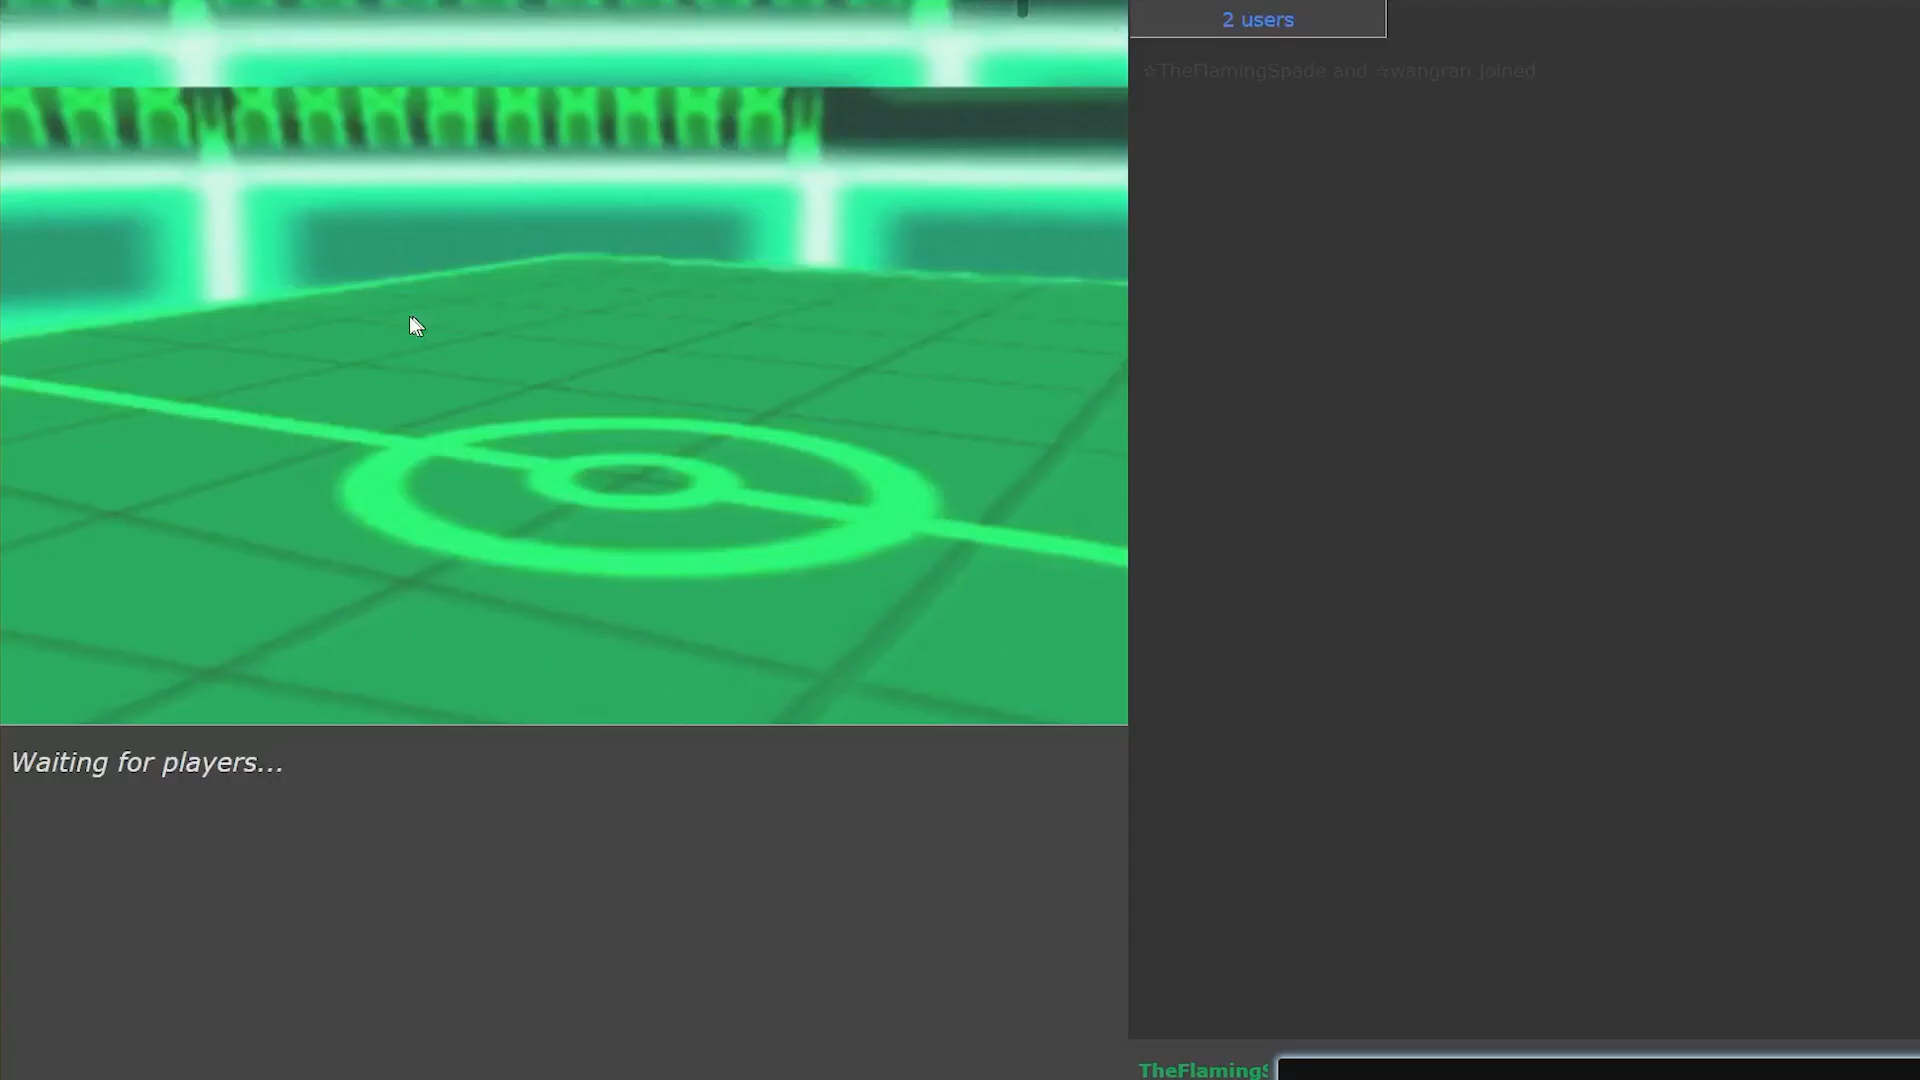 2 users
☆TheFlamingSpade and ☆wangran joined
Waiting for players...
TheFlamingS